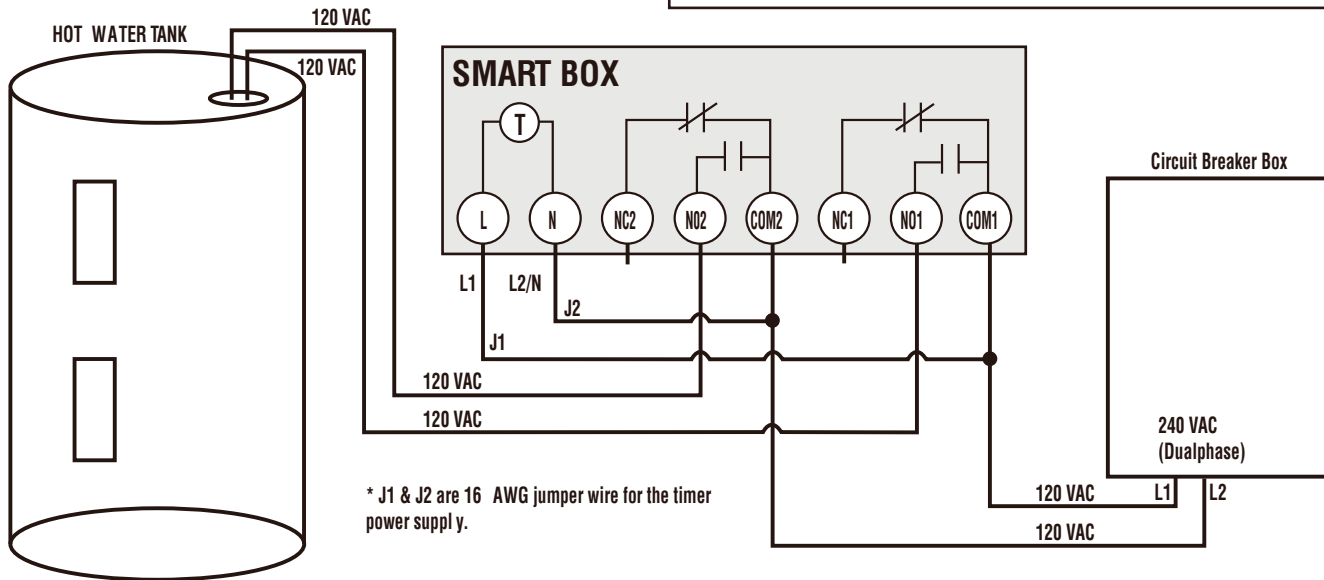 120 VAC
HOT WATER TANK
120 VAC
SMART BOX
T
L
N
NC2
NO2
COM2
NC1
NO1
COM1
L1
L2/N
J2
J1
120 VAC
120 VAC
* J1 & J2 are 16 AWG jumper wire for the timer
power suppl y.
Circuit Breaker Box
240 VAC
(Dualphase)
L1
L2
120 VAC
120 VAC